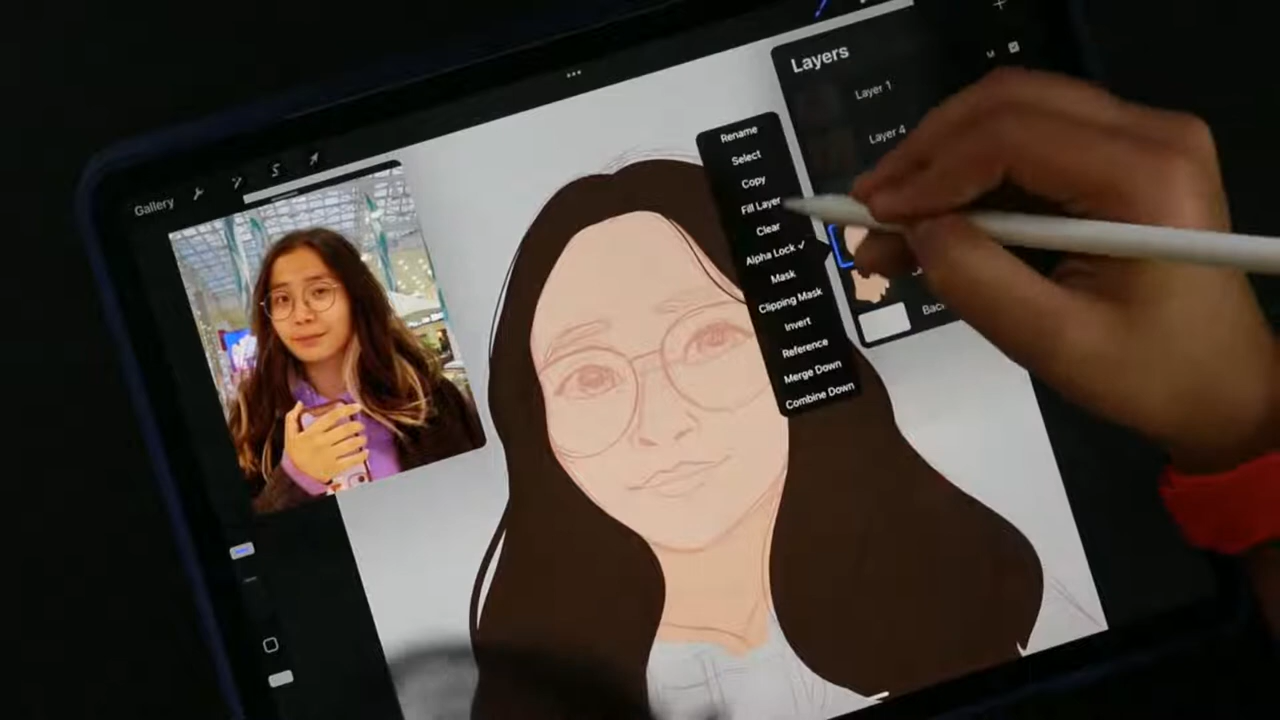 Gallery
Layers
M
Layer 1
Layer 4
Rename
Select
Copy
Fill Layer
Clear
Alpha Lock ✓
Mask
Clipping Mask
Invert
Reference
Merge Down
Combine Down